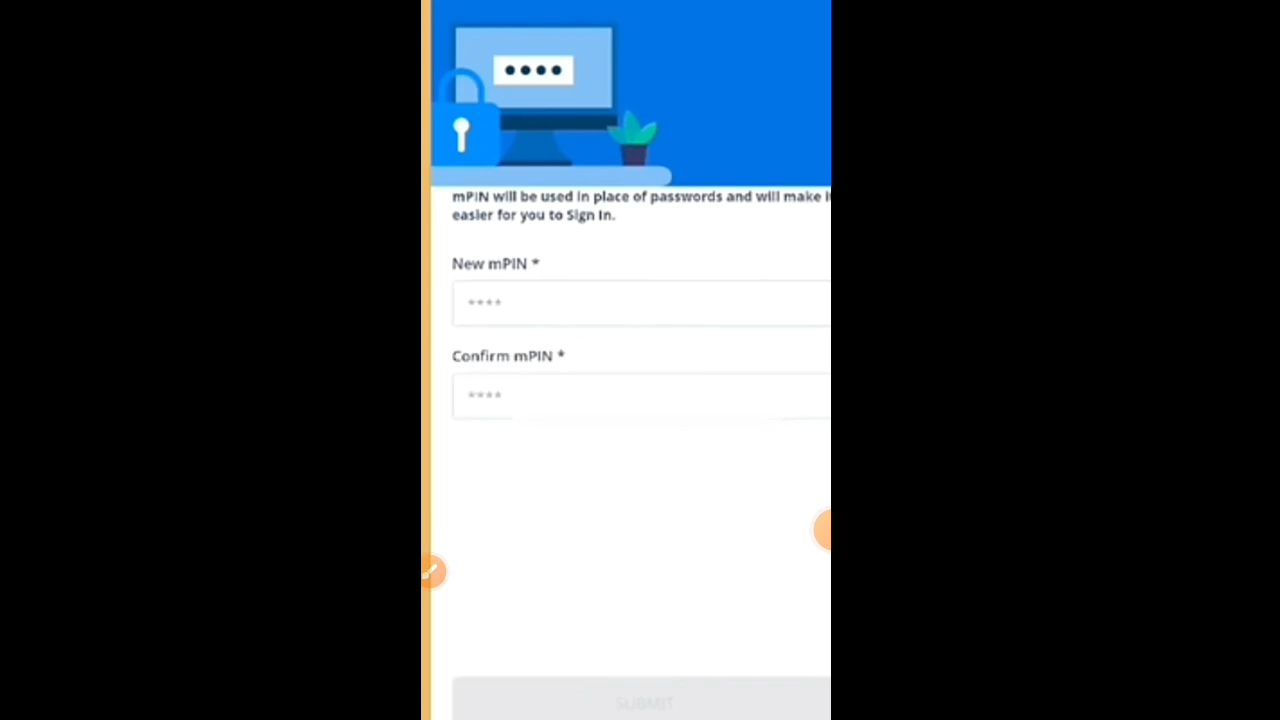 mPIN will be used in place of passwords and will make i
easier for you to Sign In.
New mPIN *
****
Confirm mPIN *
****
SUBMIT